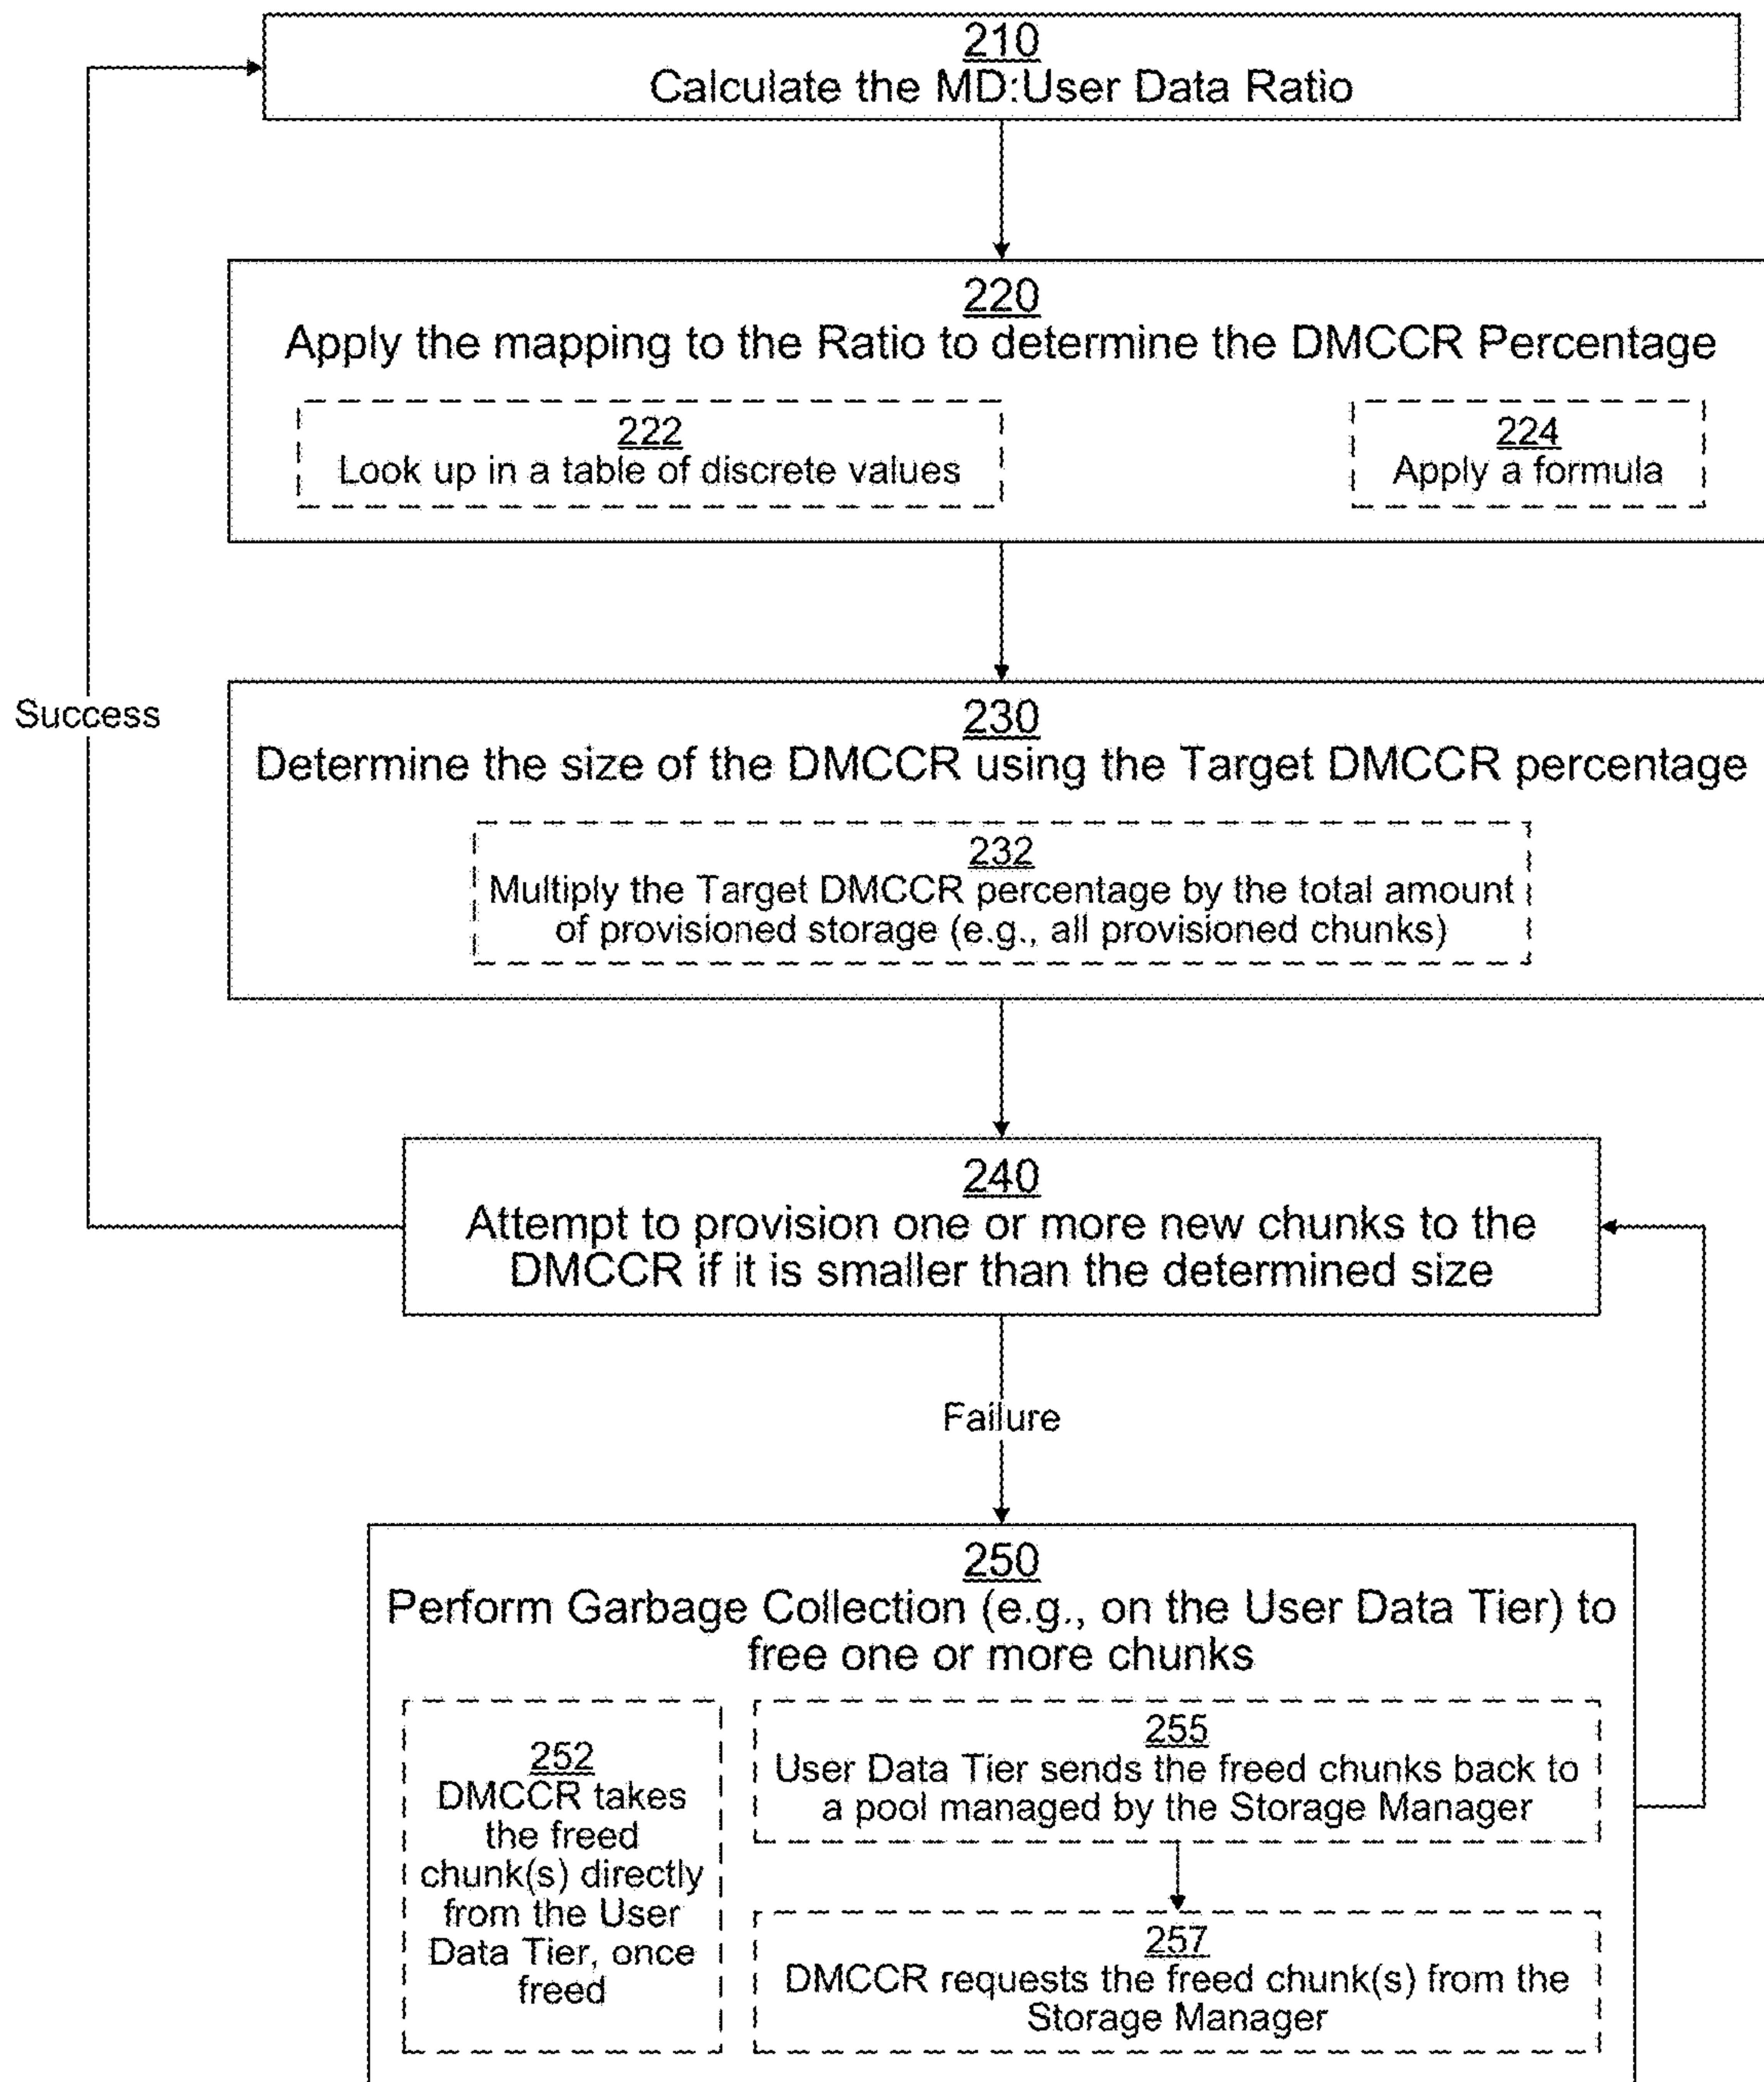 210
Calculate the MD:User Data Ratio
220
Apply the mapping to the Ratio to determine the DMCCR Percentage
222
Look up in a table of discrete values
224
Apply a formula
Success
230
Determine the size of the DMCCR using the Target DMCCR percentage
232
Multiply the Target DMCCR percentage by the total amount
of provisioned storage (e.g., all provisioned chunks)
240
Attempt to provision one or more new chunks to the
DMCCR if it is smaller than the determined size
Failure
250
Perform Garbage Collection (e.g., on the User Data Tier) to
free one or more chunks
252
DMCCR takes
the freed
chunk(s) directly
from the User
Data Tier, once
freed
255
User Data Tier sends the freed chunks back to
a pool managed by the Storage Manager
257
DMCCR requests the freed chunk(s) from the
Storage Manager